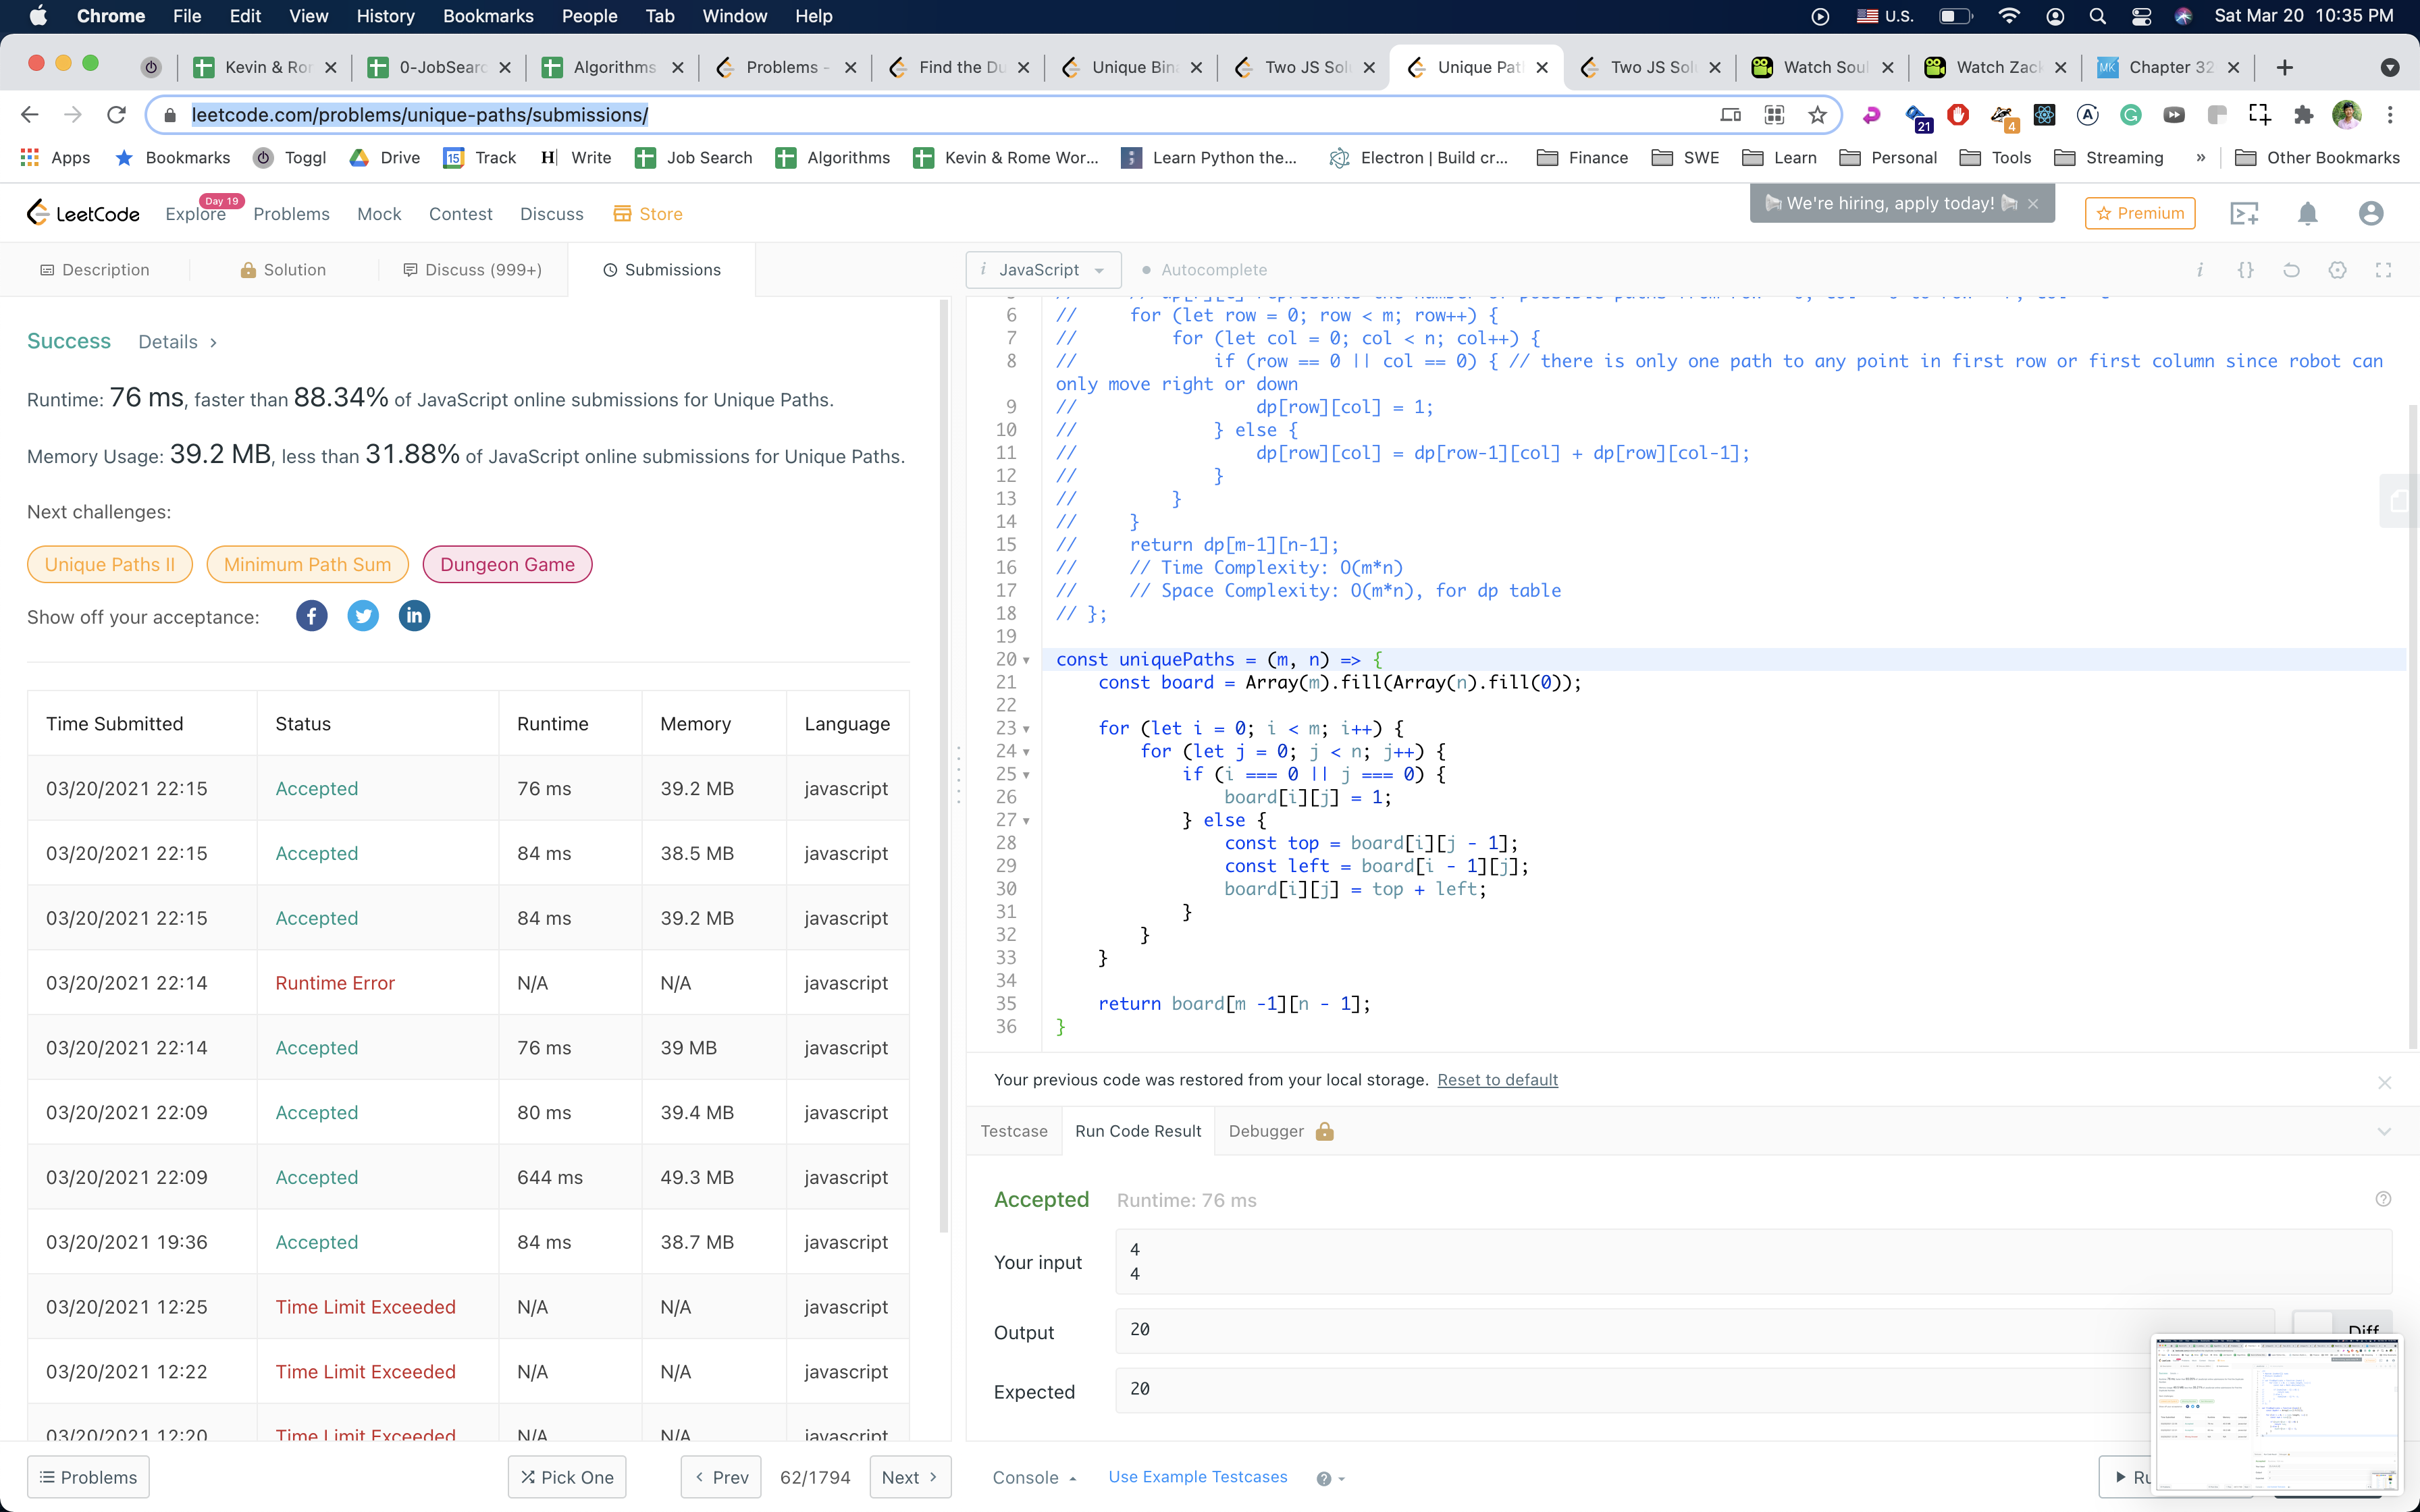 Chrome File Edit View History Bookmarks People Tab Window Help U.S. Sat Mar 20 10:35 PM
Kevin & Ro 0-JobSearc Algorithms Problems - Find the Du Unique Bin Two JS Sol Unique Pat Two JS Sol Watch Soul Watch Zac MK Chapter 32
leetcode.com/problems/unique-paths/submissions/ 21 4
Apps Bookmarks Toggl Drive 15 Track H Write Job Search Algorithms Kevin & Rome Wor... Learn Python the... Electron | Build cr... Finance SWE Learn Personal Tools Streaming » Other Bookmarks
LeetCode Explore Day 19 Problems Mock Contest Discuss Store We're hiring, apply today! Premium
Description Solution Discuss (999+) Submissions
Success Details >
Runtime: 76 ms, faster than 88.34% of JavaScript online submissions for Unique Paths.
Memory Usage: 39.2 MB, less than 31.88% of JavaScript online submissions for Unique Paths.
Next challenges:
Unique Paths II Minimum Path Sum Dungeon Game
Show off your acceptance:
Time Submitted Status Runtime Memory Language
03/20/2021 22:15 Accepted 76 ms 39.2 MB javascript
03/20/2021 22:15 Accepted 84 ms 38.5 MB javascript
03/20/2021 22:15 Accepted 84 ms 39.2 MB javascript
03/20/2021 22:14 Runtime Error N/A N/A javascript
03/20/2021 22:14 Accepted 76 ms 39 MB javascript
03/20/2021 22:09 Accepted 80 ms 39.4 MB javascript
03/20/2021 22:09 Accepted 644 ms 49.3 MB javascript
03/20/2021 19:36 Accepted 84 ms 38.7 MB javascript
03/20/2021 12:25 Time Limit Exceeded N/A N/A javascript
03/20/2021 12:22 Time Limit Exceeded N/A N/A javascript
03/20/2021 12:20 Time Limit Exceeded N/A N/A javascript
Problems Pick One < Prev 62/1794 Next >
i JavaScript Autocomplete
6 // for (let row = 0; row < m; row++) {
7 // for (let col = 0; col < n; col++) {
8 // if (row == 0 || col == 0) { // there is only one path to any point in first row or first column since robot can
only move right or down
9 // dp[row][col] = 1;
10 // } else {
11 // dp[row][col] = dp[row-1][col] + dp[row][col-1];
12 // }
13 // }
14 // }
15 // return dp[m-1][n-1];
16 // // Time Complexity: O(m*n)
17 // // Space Complexity: O(m*n), for dp table
18 // };
19
20 const uniquePaths = (m, n) => {
21 const board = Array(m).fill(Array(n).fill(0));
22
23 for (let i = 0; i < m; i++) {
24 for (let j = 0; j < n; j++) {
25 if (i === 0 || j === 0) {
26 board[i][j] = 1;
27 } else {
28 const top = board[i][j - 1];
29 const left = board[i - 1][j];
30 board[i][j] = top + left;
31 }
32 }
33 }
34
35 return board[m -1][n - 1];
36 }
Your previous code was restored from your local storage. Reset to default
Testcase Run Code Result Debugger
Accepted Runtime: 76 ms
Your input
4
4
Output 20 Diff
Expected 20
Console Use Example Testcases Ru